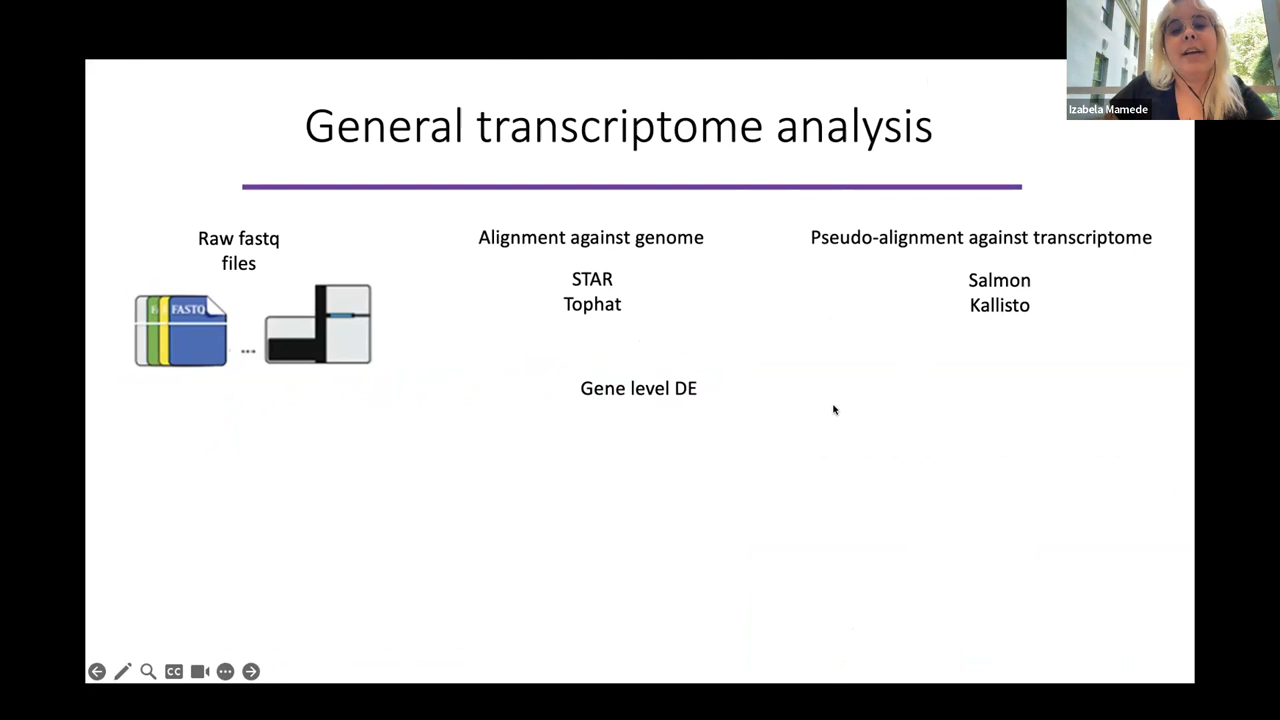 Izabela Mamede
General transcriptome analysis
Raw fastq
files
FASTQ
...
Alignment against genome
STAR
Tophat
Pseudo-alignment against transcriptome
Salmon
Kallisto
Gene level DE
CC